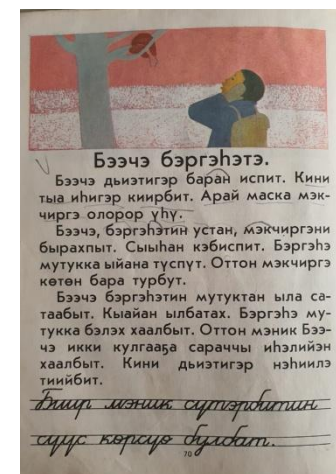 Бээчэ бэргэһэтэ.
Бээчэ дьиэтигэр баран испит. Кини
тыа иһигэр киирбит. Арай маска мэк-
чиргэ олорор үһү.
Бээчэ, бэргэһэтин устан, мэкчиргэни
быраxпыт. Сыыһан кэбиспит. Бэргэһэ
мутукка ыйана түспүт. Оттон мэкчиргэ
көтөн бара турбут.
Бээчэ бэргэһэтин мутуктан ыла са-
таабыт. Кыайан ылбатах. Бэргэһэ му-
тукка бэлэх хаалбыт. Оттон мэник Бээ-
чэ икки кулгааҕа сараччы иһэлийэн
хаалбыт. Кини дьиэтигэр нэһиилэ
тиийбит.
Биир мэник сүтэрбитин
сүүс көрсүө булбат.
70